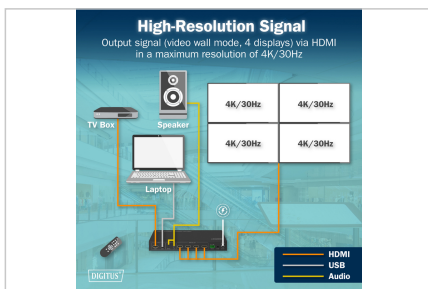 High-Resolution Signal
Output signal (video wall mode, 4 displays) via HDMI
in a maximum resolution of 4K/30Hz
TV Box
Speaker
4K/30Hz
4K/30Hz
4K/30Hz
4K/30Hz
Laptop
HDMI
USB
Audio
DIGITUS